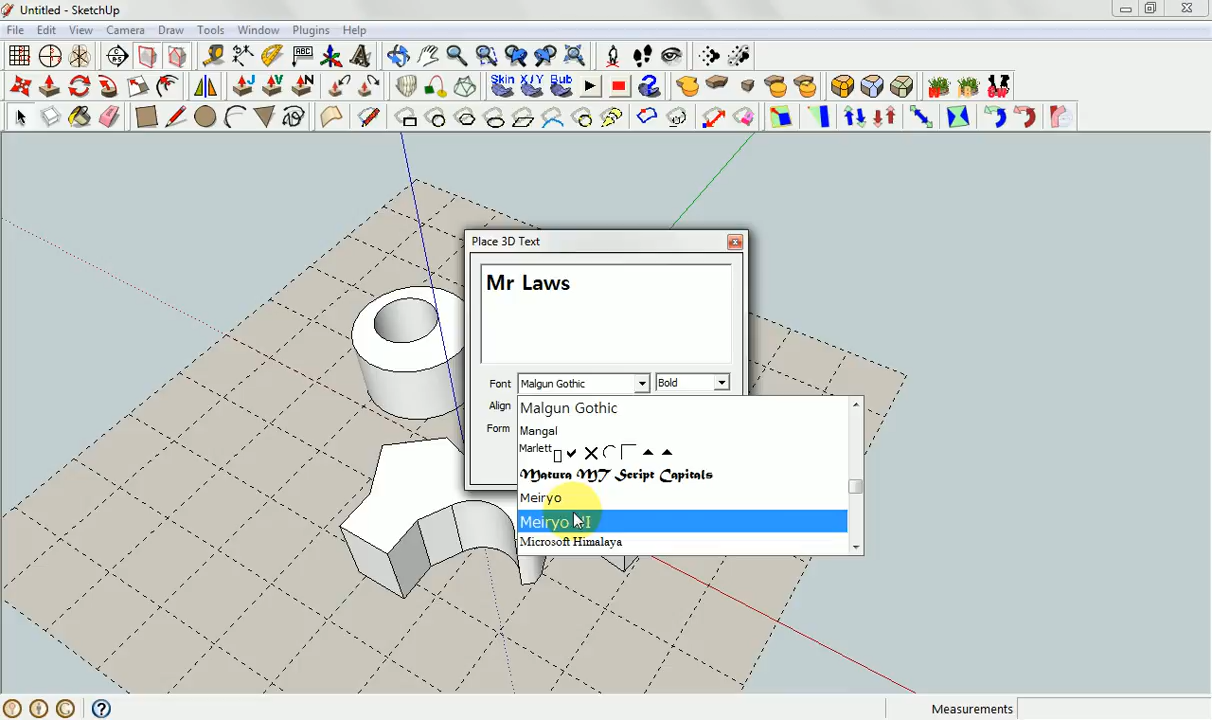 Untitled - SketchUp
File Edit View Camera Draw Tools Window Plugins Help
ABC
J V N
Skin X/Y Bub
Place 3D Text
Mr Laws
Font Malgun Gothic Bold
Align
Form
Malgun Gothic
Mangal
Marlett
Matura MT Script Capitals
Meiryo
Meiryo UI
Microsoft Himalaya
Measurements